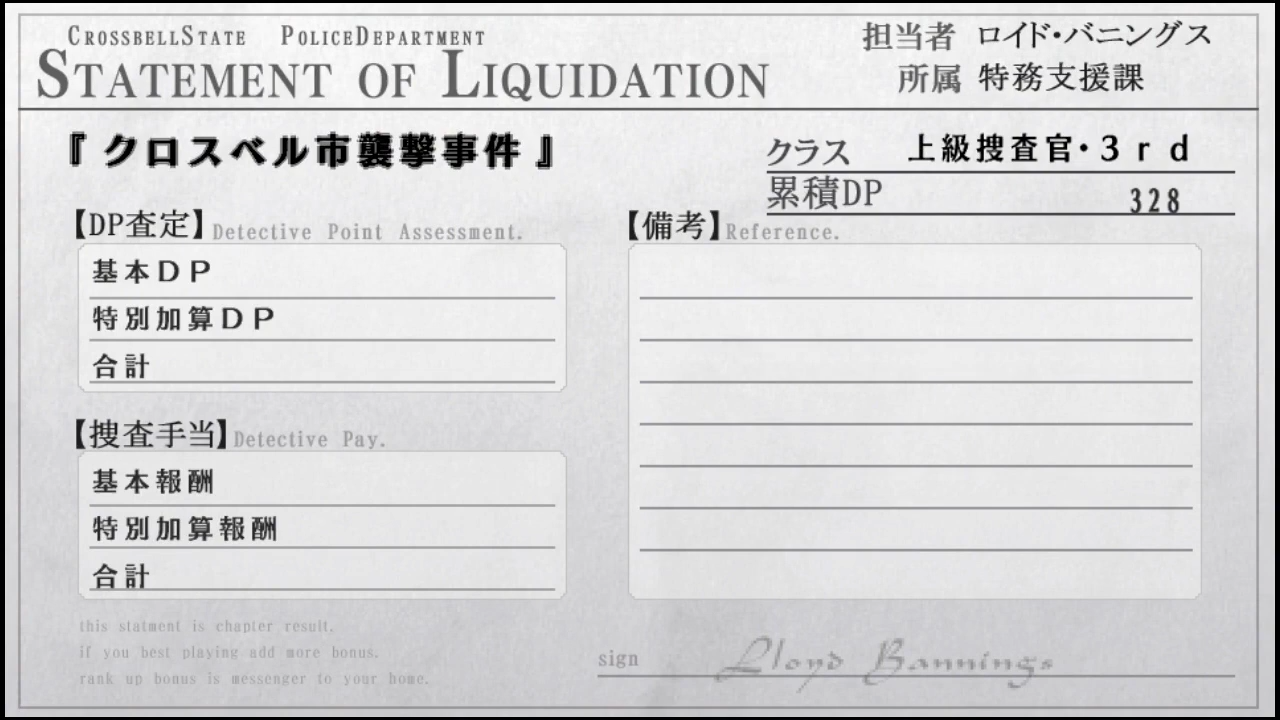 CROSSBELLSTATE POLICEDEPARTMENT
STATEMENT OF LIQUIDATION
担当者 ロイド・バニングス
所属 特務支援課
『クロスベル市襲撃事件』
クラス 上級捜査官・3rd
累積DP 328
【DP査定】Detective Point Assessment.
基本DP
特別加算DP
合計
【備考】Reference.
【捜査手当】Detective Pay.
基本報酬
特別加算報酬
合計
this statment is chapter result.
if you best playing add more bonus.
rank up bonus is messenger to your home.
sign Lloyd Bannings